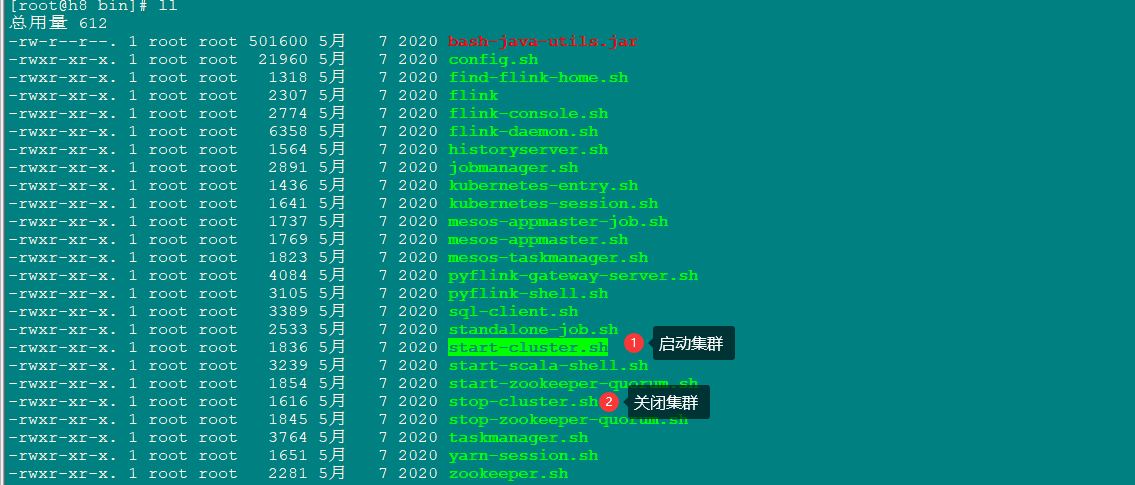 [root@h8 bin]# ll
总用量 612
-rw-r--r--. 1 root root 501600 5月 7 2020 bash-java-utils.jar
-rwxr-xr-x. 1 root root 21960 5月 7 2020 config.sh
-rwxr-xr-x. 1 root root 1318 5月 7 2020 find-flink-home.sh
-rwxr-xr-x. 1 root root 2307 5月 7 2020 flink
-rwxr-xr-x. 1 root root 2774 5月 7 2020 flink-console.sh
-rwxr-xr-x. 1 root root 6358 5月 7 2020 flink-daemon.sh
-rwxr-xr-x. 1 root root 1564 5月 7 2020 historyserver.sh
-rwxr-xr-x. 1 root root 2891 5月 7 2020 jobmanager.sh
-rwxr-xr-x. 1 root root 1436 5月 7 2020 kubernetes-entry.sh
-rwxr-xr-x. 1 root root 1641 5月 7 2020 kubernetes-session.sh
-rwxr-xr-x. 1 root root 1737 5月 7 2020 mesos-appmaster-job.sh
-rwxr-xr-x. 1 root root 1769 5月 7 2020 mesos-appmaster.sh
-rwxr-xr-x. 1 root root 1823 5月 7 2020 mesos-taskmanager.sh
-rwxr-xr-x. 1 root root 4084 5月 7 2020 pyflink-gateway-server.sh
-rwxr-xr-x. 1 root root 3105 5月 7 2020 pyflink-shell.sh
-rwxr-xr-x. 1 root root 3389 5月 7 2020 sql-client.sh
-rwxr-xr-x. 1 root root 2533 5月 7 2020 standalone-job.sh
-rwxr-xr-x. 1 root root 1836 5月 7 2020 start-cluster.sh 1 启动集群
-rwxr-xr-x. 1 root root 3239 5月 7 2020 start-scala-shell.sh
-rwxr-xr-x. 1 root root 1854 5月 7 2020 start-zookeeper-quorum.sh
-rwxr-xr-x. 1 root root 1616 5月 7 2020 stop-cluster.sh 2 关闭集群
-rwxr-xr-x. 1 root root 1845 5月 7 2020 stop-zookeeper-quorum.sh
-rwxr-xr-x. 1 root root 3764 5月 7 2020 taskmanager.sh
-rwxr-xr-x. 1 root root 1651 5月 7 2020 yarn-session.sh
-rwxr-xr-x. 1 root root 2281 5月 7 2020 zookeeper.sh